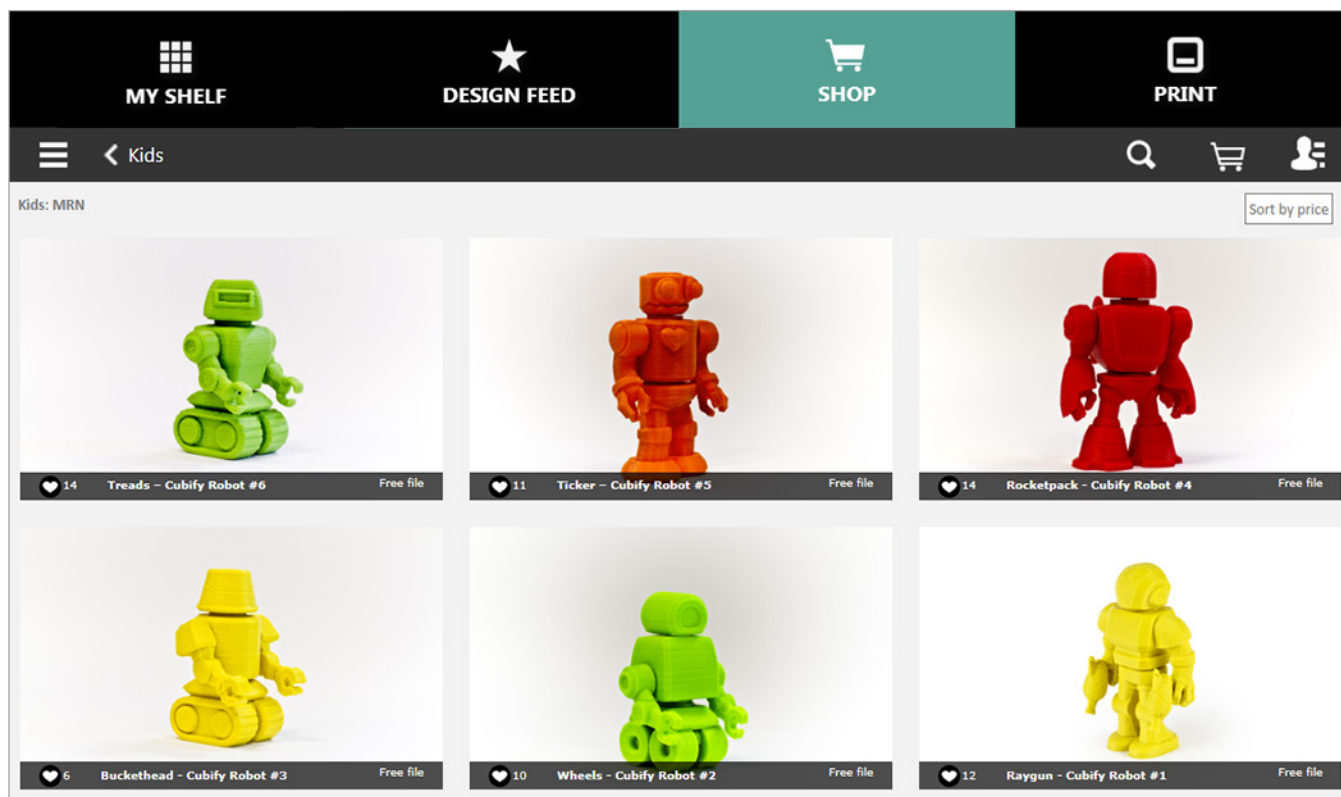 MY SHELF
DESIGN FEED
SHOP
PRINT
Kids
Kids: MRN
Sort by price
14 Treads – Cubify Robot #6 Free file
11 Ticker – Cubify Robot #5 Free file
14 Rocketpack - Cubify Robot #4 Free file
6 Buckethead - Cubify Robot #3 Free file
10 Wheels - Cubify Robot #2 Free file
12 Raygun - Cubify Robot #1 Free file